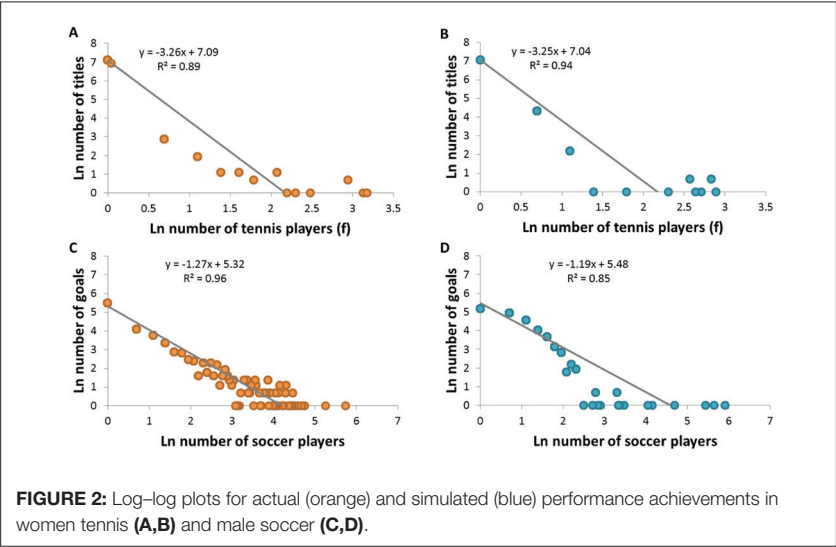 A
8
7
6
5
4
3
2
1
0
Ln number of titles
y = -3.26x + 7.09
R² = 0.89
0 0.5 1 1.5 2 2.5 3 3.5
Ln number of tennis players (f)
B
8
7
6
5
4
3
2
1
0
Ln number of titles
y = -3.25x + 7.04
R² = 0.94
0 0.5 1 1.5 2 2.5 3 3.5
Ln number of tennis players (f)
C
8
7
6
5
4
3
2
1
0
Ln number of goals
y = -1.27x + 5.32
R² = 0.96
0 1 2 3 4 5 6 7
Ln number of soccer players
D
8
7
6
5
4
3
2
1
0
Ln number of goals
y = -1.19x + 5.48
R² = 0.85
0 1 2 3 4 5 6 7
Ln number of soccer players
FIGURE 2: Log–log plots for actual (orange) and simulated (blue) performance achievements in
women tennis (A,B) and male soccer (C,D).